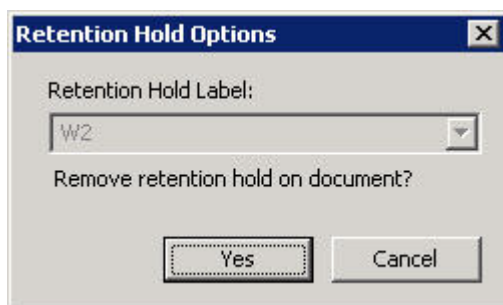 Retention Hold Options
Retention Hold Label:
W2
Remove retention hold on document?
Yes Cancel